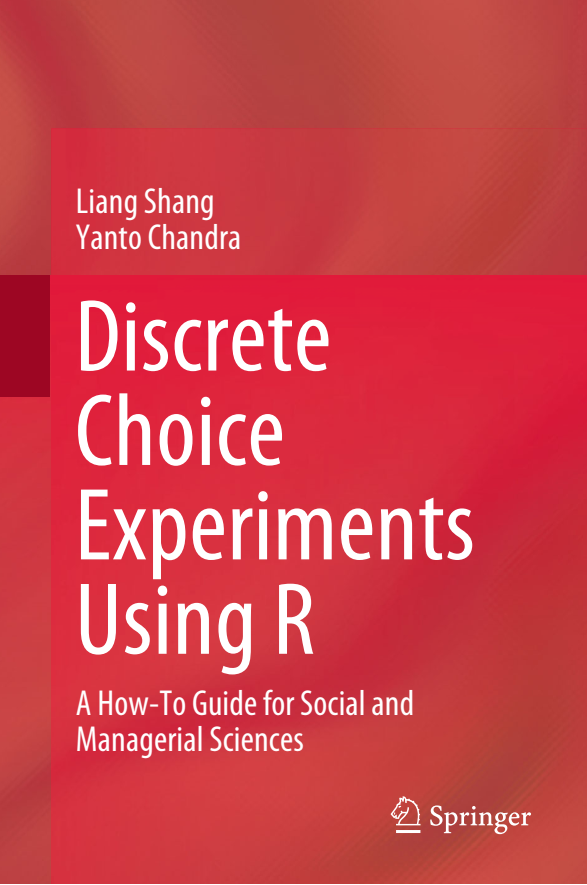 Liang Shang
Yanto Chandra
Discrete
Choice
Experiments
Using R
A How-To Guide for Social and
Managerial Sciences
Springer